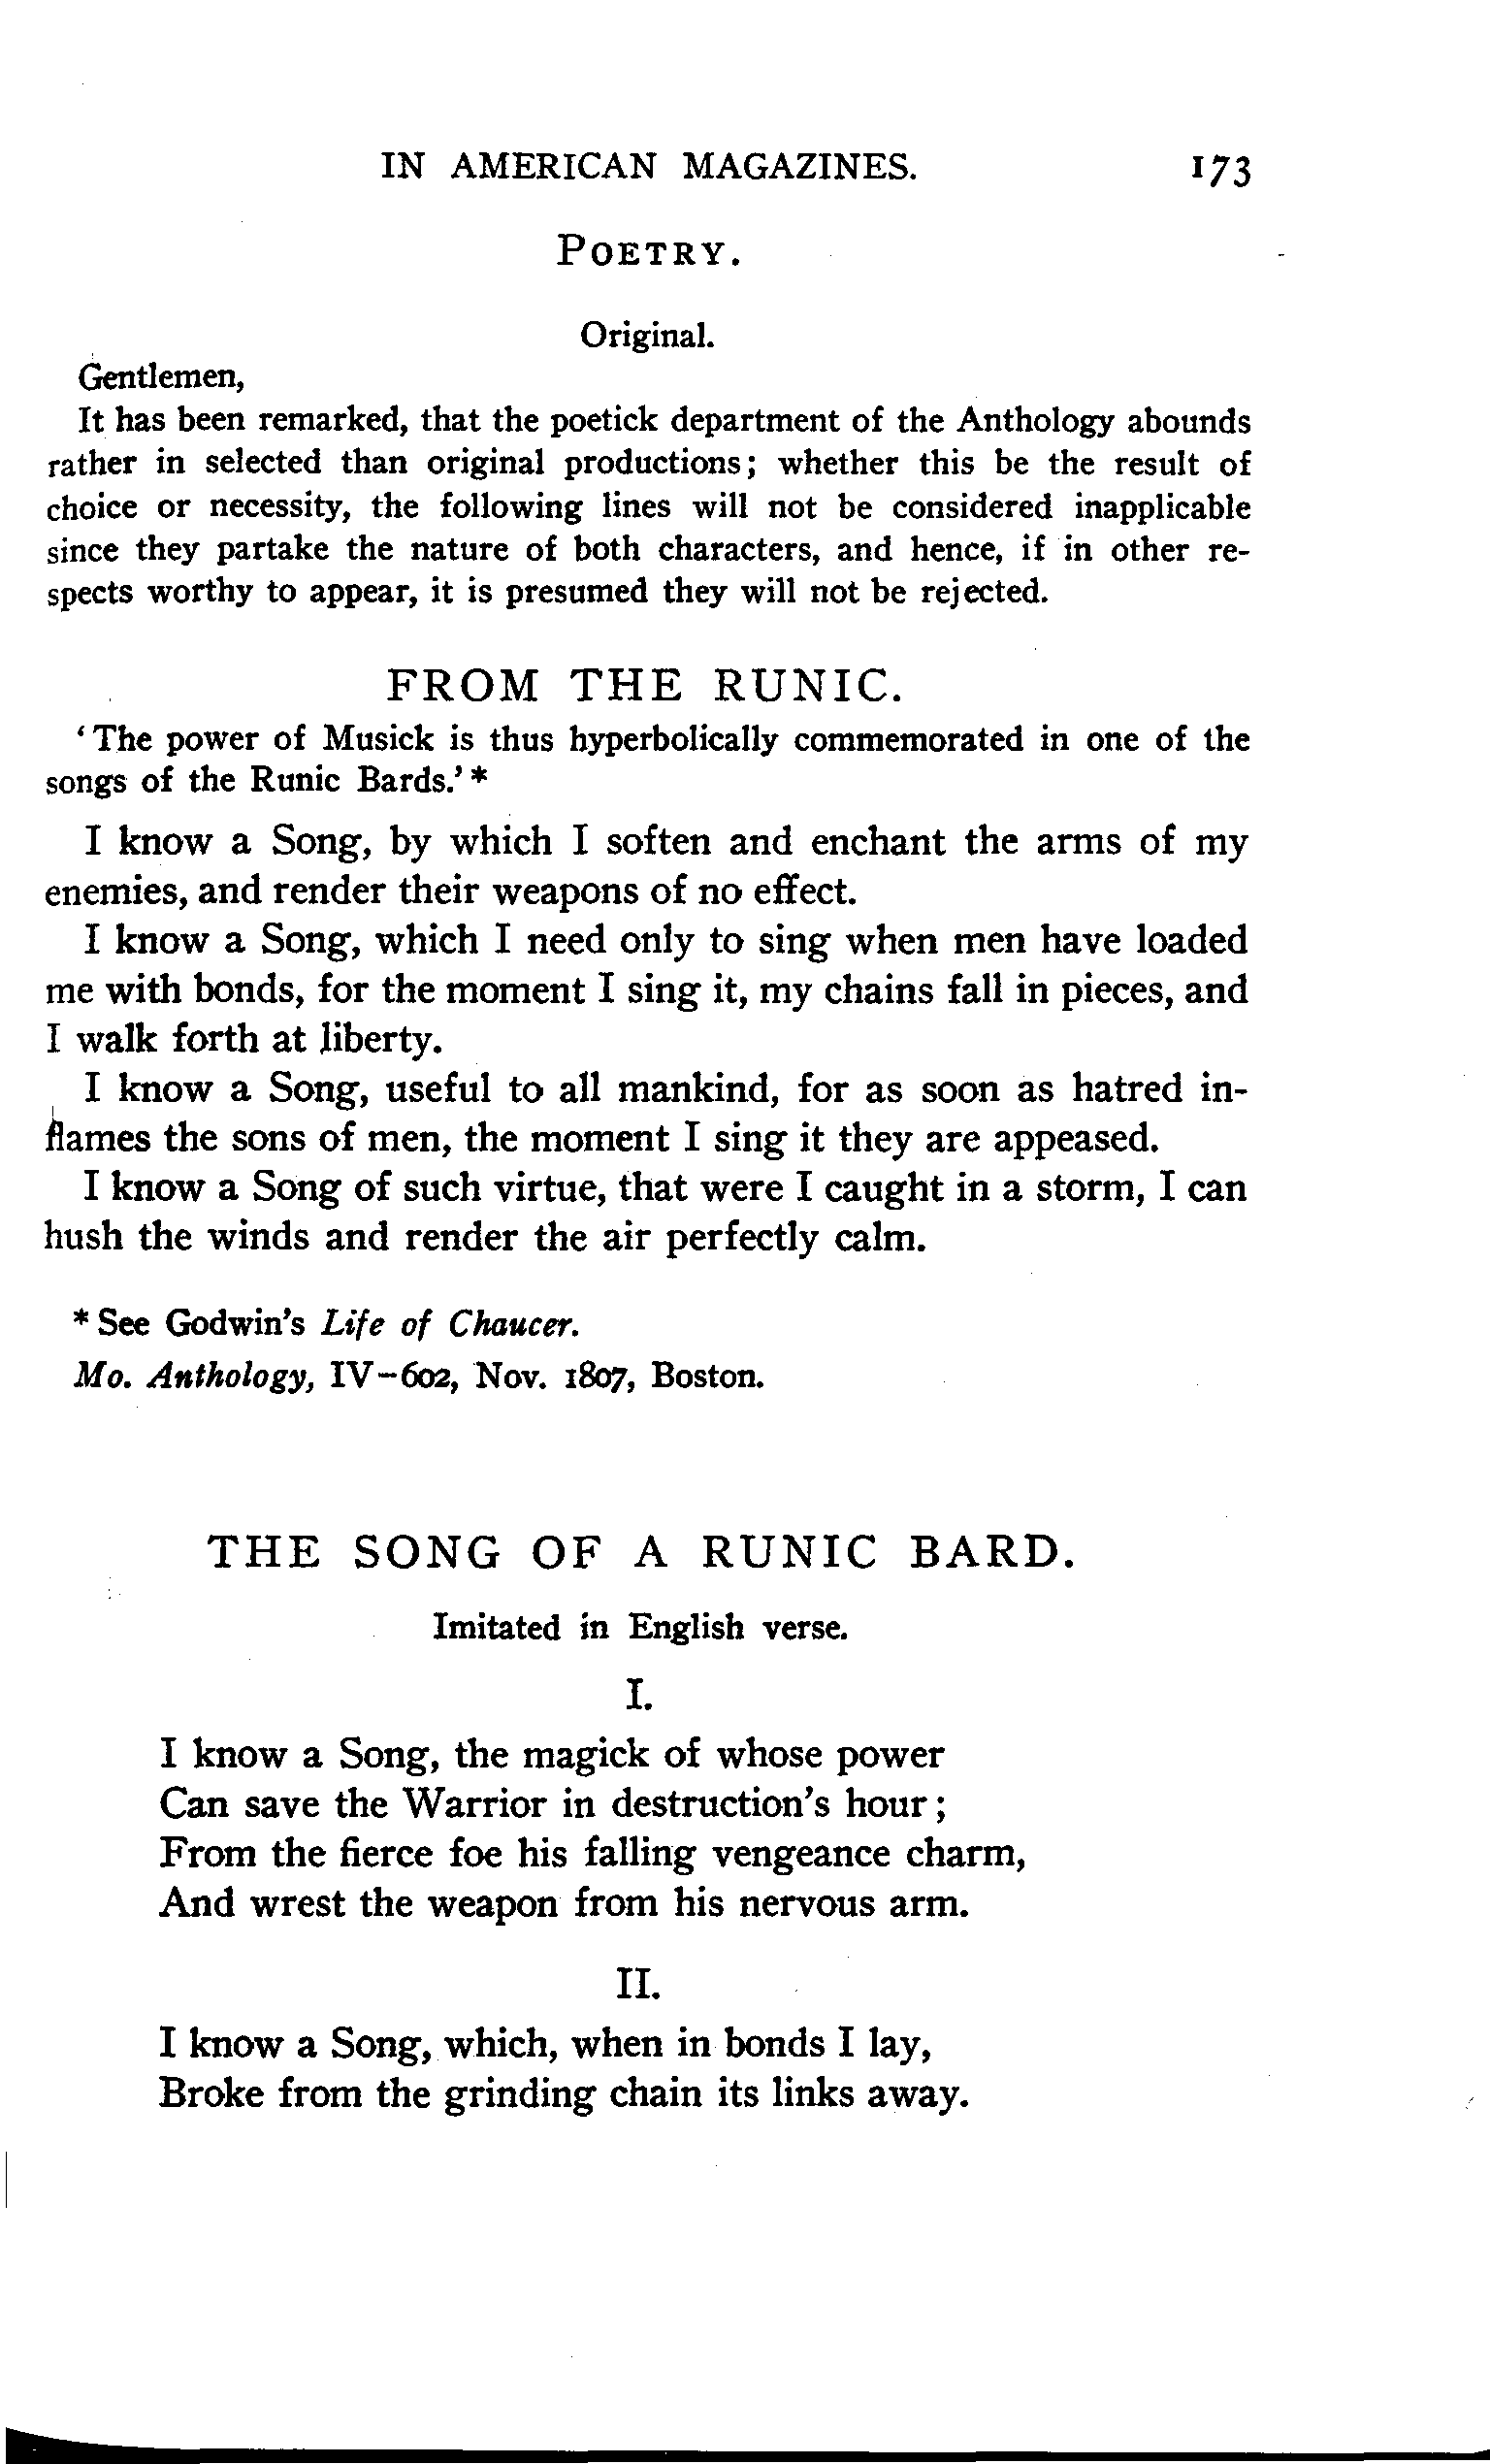 IN AMERICAN MAGAZINES. 173
POETRY.
Original.
Gentlemen,
It has been remarked, that the poetick department of the Anthology abounds
rather in selected than original productions; whether this be the result of
choice or necessity, the following lines will not be considered inapplicable
since they partake the nature of both characters, and hence, if in other re-
spects worthy to appear, it is presumed they will not be rejected.
FROM THE RUNIC.
'The power of Musick is thus hyperbolically commemorated in one of the
songs of the Runic Bards.'*
I know a Song, by which I soften and enchant the arms of my
enemies, and render their weapons of no effect.
I know a Song, which I need only to sing when men have loaded
me with bonds, for the moment I sing it, my chains fall in pieces, and
I walk forth at liberty.
I know a Song, useful to all mankind, for as soon as hatred in-
flames the sons of men, the moment I sing it they are appeased.
I know a Song of such virtue, that were I caught in a storm, I can
hush the winds and render the air perfectly calm.
* See Godwin's Life of Chaucer.
Mo. Anthology, IV-602, Nov. 1807, Boston.
THE SONG OF A RUNIC BARD.
Imitated in English verse.
I.
I know a Song, the magick of whose power
Can save the Warrior in destruction's hour;
From the fierce foe his falling vengeance charm,
And wrest the weapon from his nervous arm.
II.
I know a Song, which, when in bonds I lay,
Broke from the grinding chain its links away.